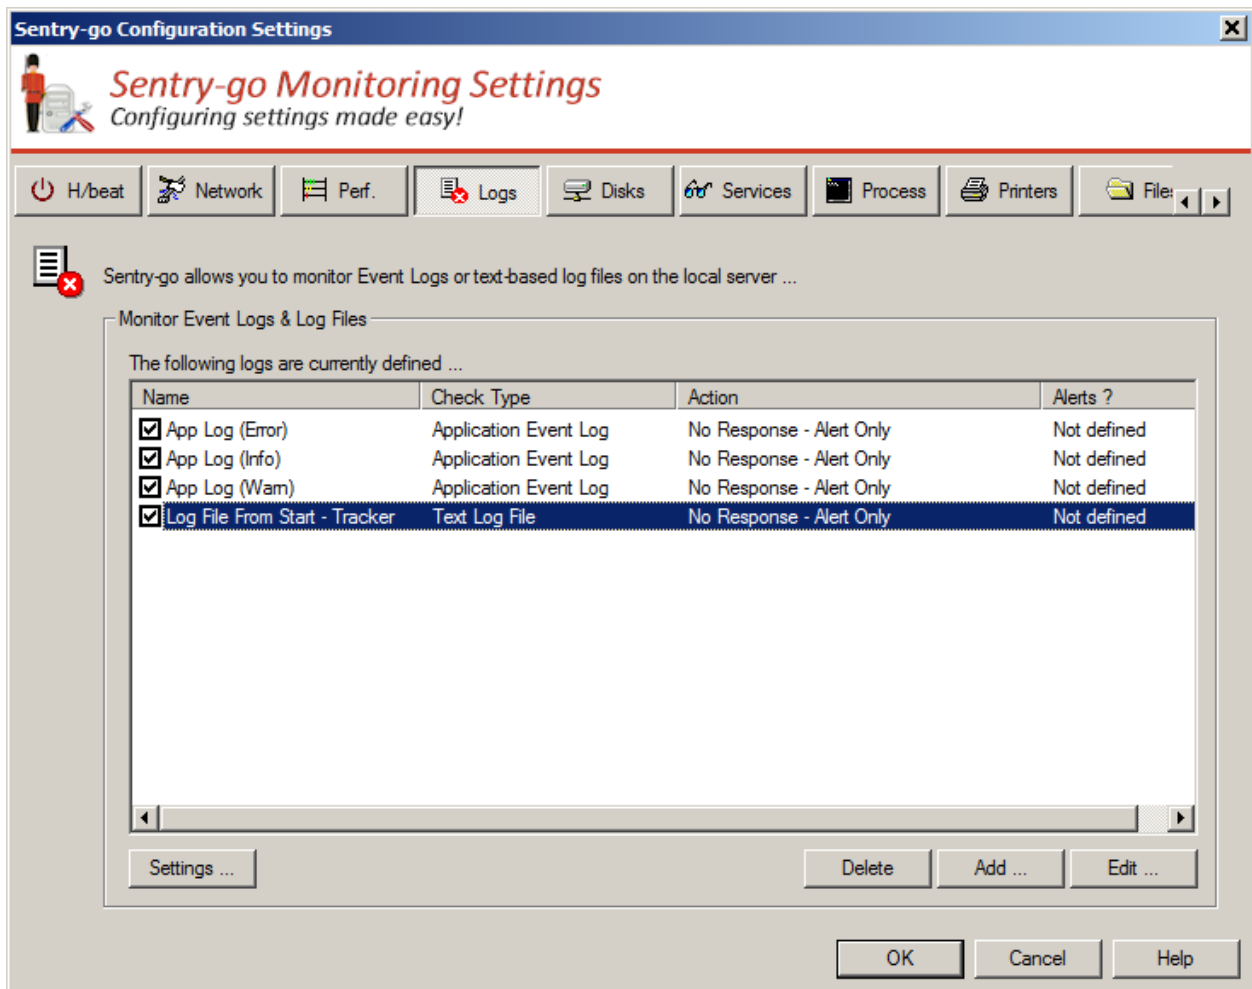 Sentry-go Configuration Settings
Sentry-go Monitoring Settings
Configuring settings made easy!
H/beat Network Perf. Logs Disks Services Process Printers Files
Sentry-go allows you to monitor Event Logs or text-based log files on the local server ...
Monitor Event Logs & Log Files
The following logs are currently defined ...
Name Check Type Action Alerts ?
App Log (Error) Application Event Log No Response - Alert Only Not defined
App Log (Info) Application Event Log No Response - Alert Only Not defined
App Log (Warn) Application Event Log No Response - Alert Only Not defined
Log File From Start - Tracker Text Log File No Response - Alert Only Not defined
Settings ... Delete Add ... Edit ...
OK Cancel Help